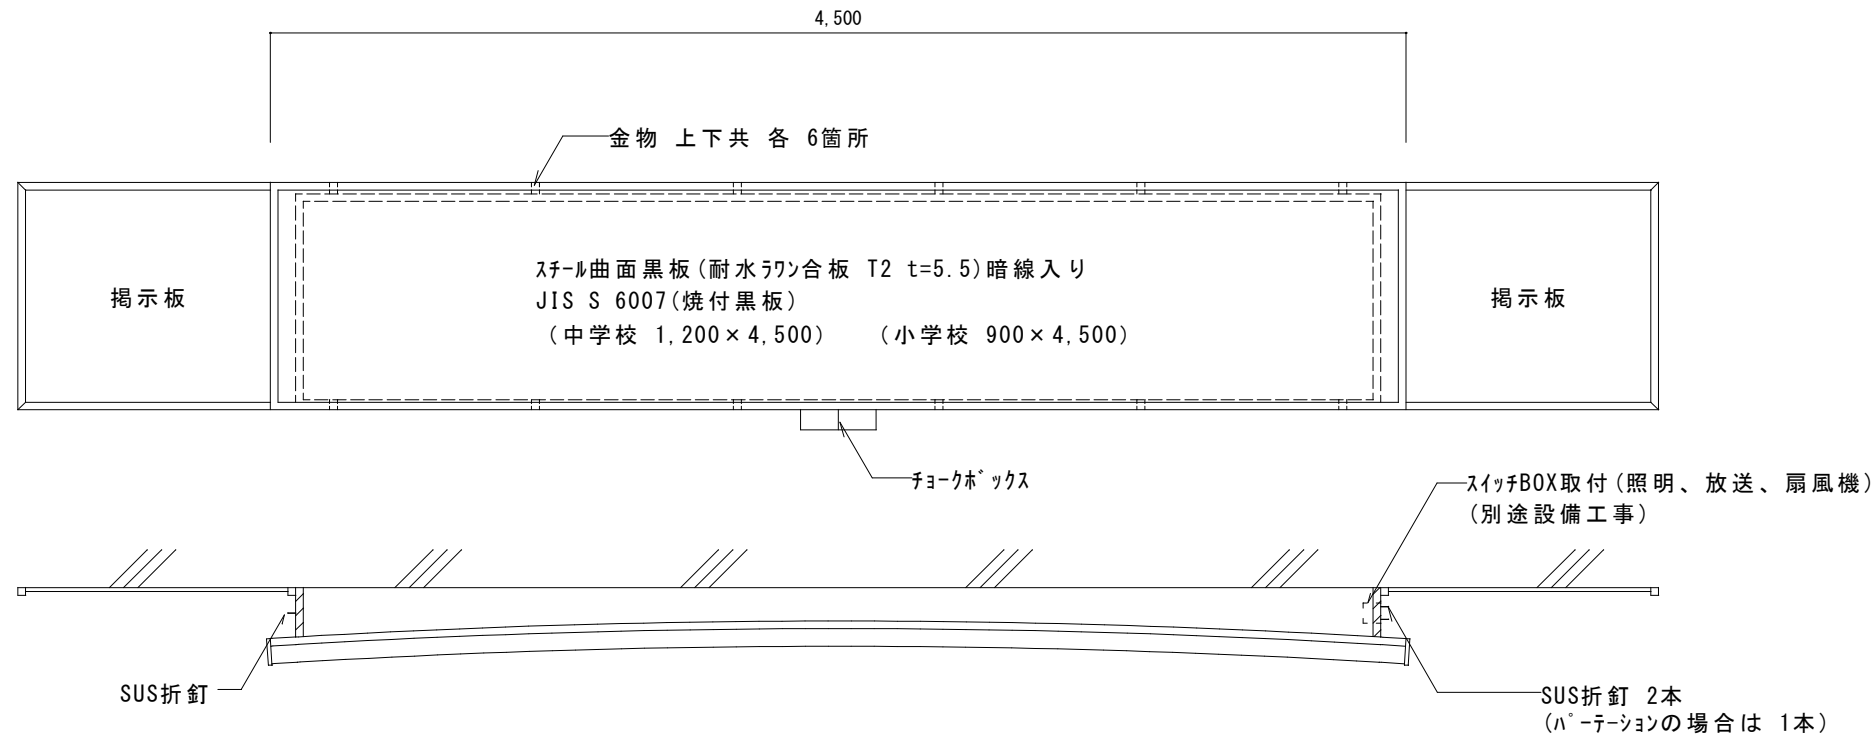 4,500
金物 上下共 各 6箇所
ｽﾁｰﾙ曲面黒板(耐水ﾗﾜﾝ合板 T2 t=5.5)暗線入り
JIS S 6007(焼付黒板)
(中学校 1,200×4,500) (小学校 900×4,500)
掲示板
掲示板
ﾁｮｰｸﾎﾞｯｸｽ
ｽｲｯﾁBOX取付(照明、放送、扇風機)
(別途設備工事)
SUS折釘
SUS折釘 2本
(ﾊﾟｰﾃｰｼｮﾝの場合は 1本)